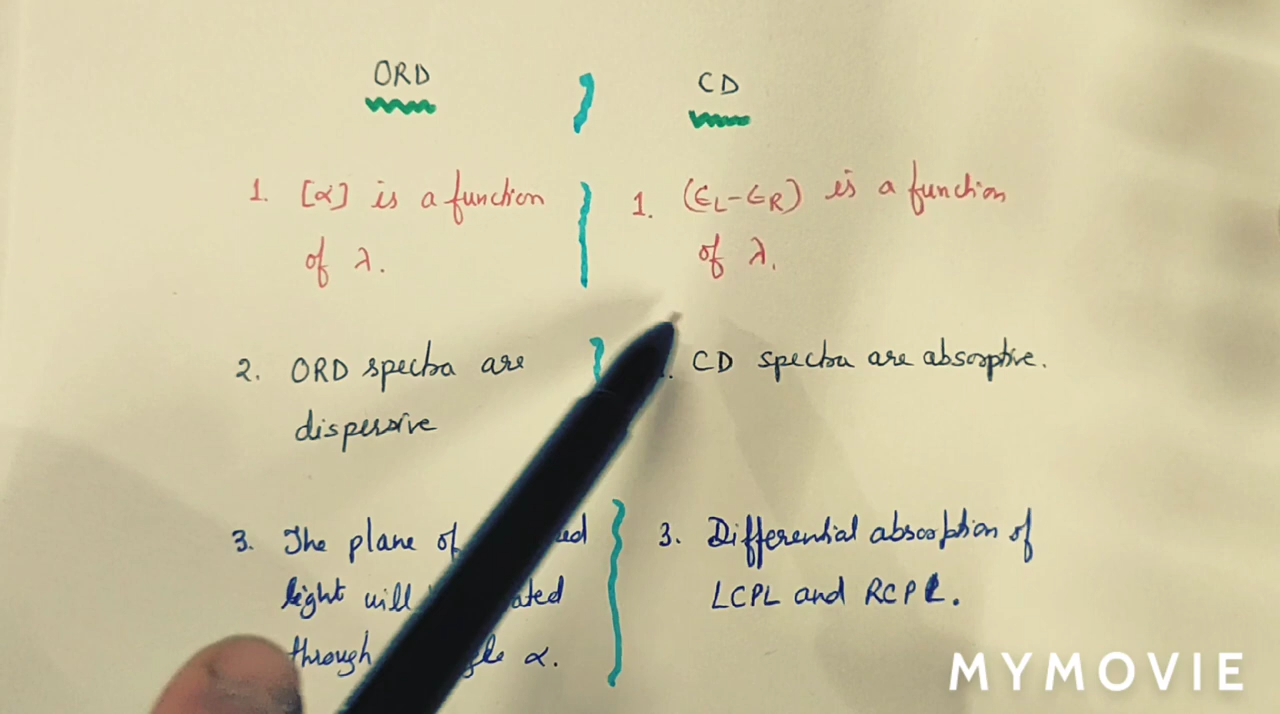 ORD
CD
1. [α] is a function
of λ.
1. (ϵL-ϵR) is a function
of λ.
2. ORD spectra are
dispersive
CD spectra are absorptive.
3. The plane of
light will
through α.
3. Differential absorption of
LCPL and RCPL.
MYMOVIE